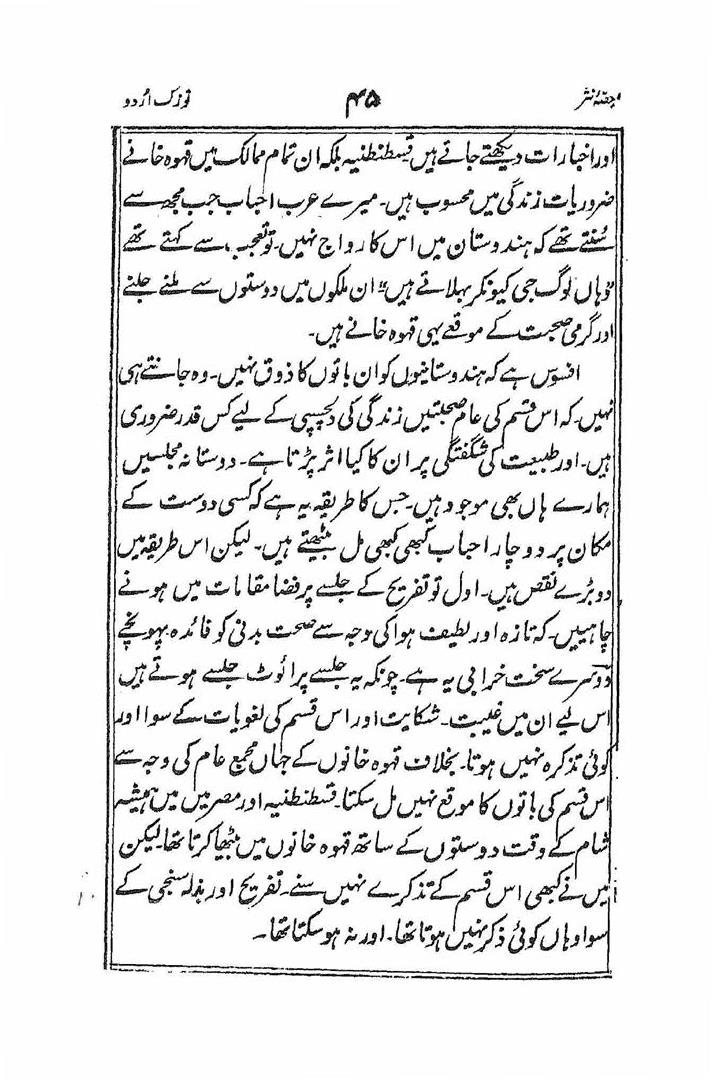 حصۂ نثر
۴۵
توزک اُردو
اور اخبارات دیکھتے جاتے ہیں قسطنطنیہ بلکہ ان تمام ممالک میں قہوہ خانے
ضروریات زندگی میں محسوب ہیں۔ میرے عرب احباب جب مجھ سے
سُنتے تھے کہ ہندوستان میں اس کا رواج نہیں۔ تو تعجب سے کہتے تھے
"وہاں لوگ جی کیونکر بہلاتے ہیں" ان ملکوں میں دوستوں سے ملنے جلنے
اور گرمی صحبت کے موقعے یہی قہوہ خانے ہیں۔
افسوس ہے کہ ہندوستانیوں کو ان باتوں کا ذوق نہیں۔ وہ جانتے ہی
نہیں۔ کہ اس قسم کی عام صحبتیں زندگی کی دلچسپی کے لیے کس قدر ضروری
ہیں۔ اور طبیعت کی شگفتگی پر ان کا کیا اثر پڑتا ہے۔ دوستانہ مجلسیں
ہمارے ہاں بھی موجود ہیں۔ جس کا طریقہ یہ ہے کہ کسی دوست کے
مکان پر دو چار احباب کبھی کبھی مل بیٹھتے ہیں۔ لیکن اس طریقہ میں
دو بڑے نقص ہیں۔ اول تو تفریح کے جلسے پر فضا مقامات میں ہونے
چاہییں۔ کہ تازہ اور لطیف ہوا کی وجہ سے صحت بدنی کو فائدہ پہونچے
دوسرے سخت خرابی یہ ہے۔ چونکہ یہ جلسے پرائوٹ جلسے ہوتے ہیں
اس لیے ان میں غیبت۔ شکایت اور اس قسم کی لغویات کے سوا اور
کوئی تذکرہ نہیں ہوتا۔ بخلاف قہوہ خانوں کے جہاں مجمع عام کی وجہ سے
اس قسم کی باتوں کا موقع نہیں مل سکتا۔ قسطنطنیہ اور مصر میں میں ہمیشہ
شام کے وقت دوستوں کے ساتھ قہوہ خانوں میں بیٹھا کرتا تھا۔ لیکن
میں نے کبھی اس قسم کے تذکرے نہیں سنے۔ تفریح اور بذلہ سنجی کے
سوا وہاں کوئی ذکر نہیں ہوتا تھا۔ اور نہ ہو سکتا تھا۔